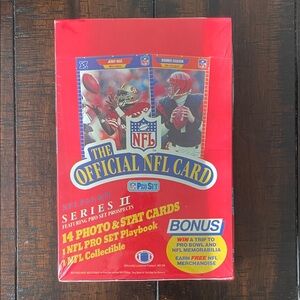 JERRY RICE
NFL
THE
OFFICIAL NFL CARD
PRO SET
SERIES II
FEATURING PRO SET PROSPECTS
14 PHOTO & STAT CARDS
1 NFL PRO SET Playbook
1 NFL Collectible
BONUS
WIN A TRIP TO
PRO BOWL AND
NFL MEMORABILIA
EARN FREE NFL
MERCHANDISE